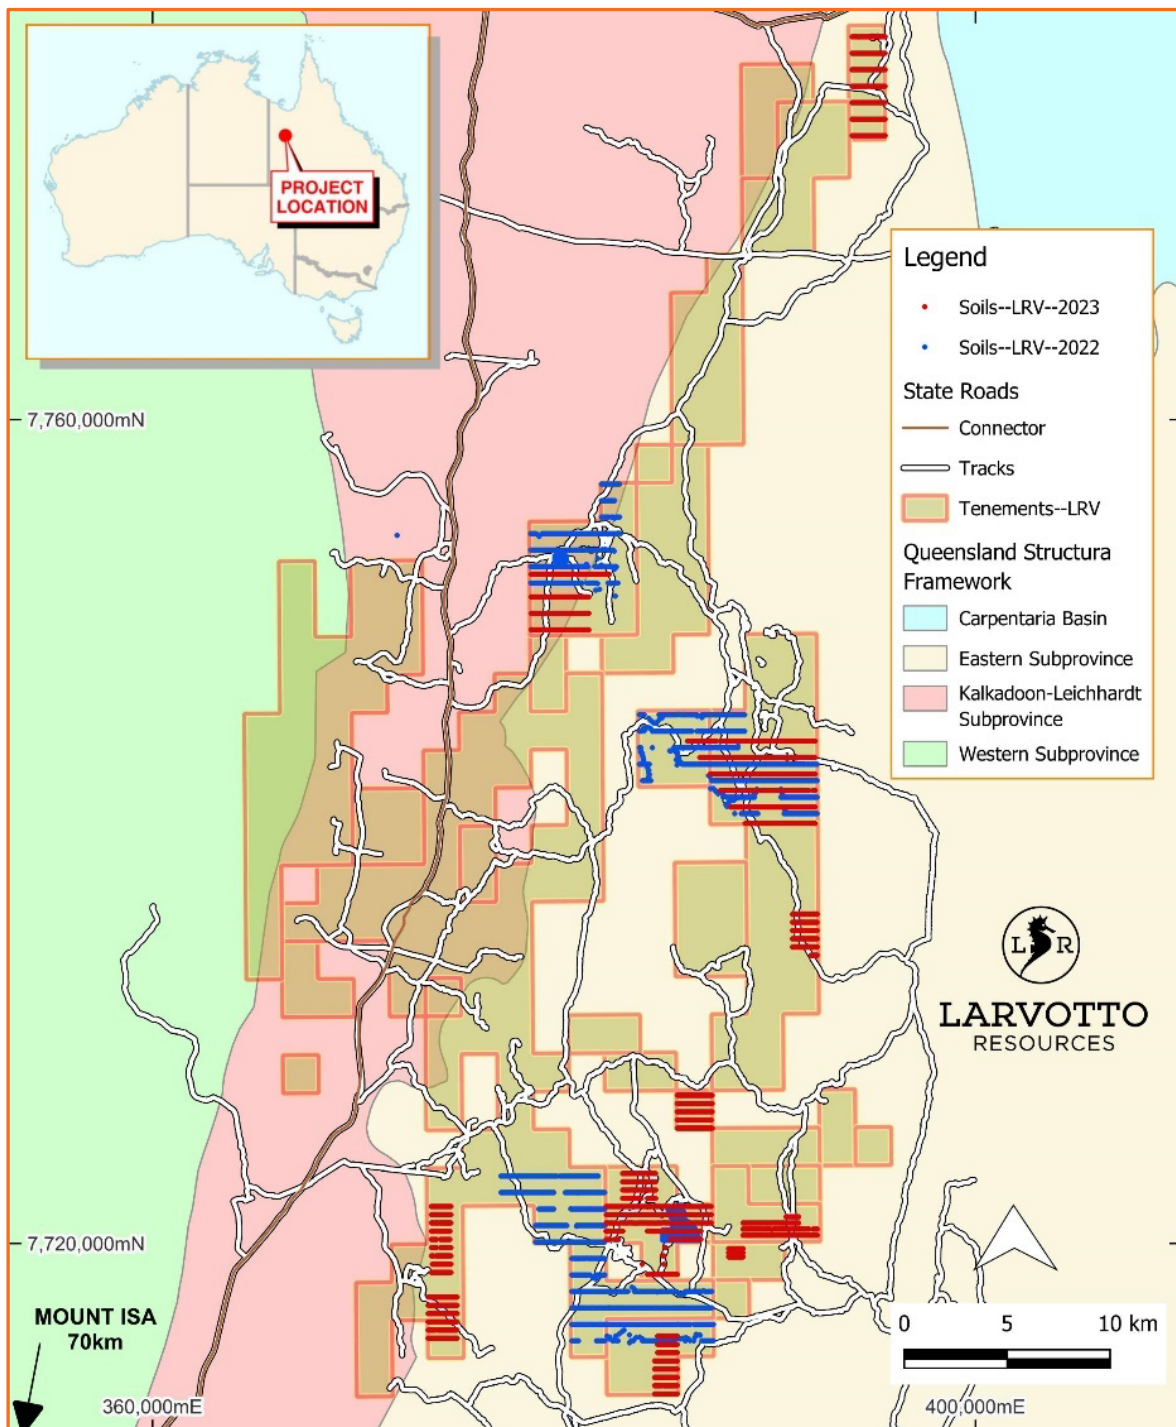 PROJECT
LOCATION
Legend
Soils--LRV--2023
Soils--LRV--2022
State Roads
Connector
Tracks
Tenements--LRV
Queensland Structura
Framework
Carpentaria Basin
Eastern Subprovince
Kalkadoon-Leichhardt
Subprovince
Western Subprovince
7,760,000mN
L R
LARVOTTO
RESOURCES
7,720,000mN
MOUNT ISA
70km
0 5 10 km
360,000mE
400,000mE